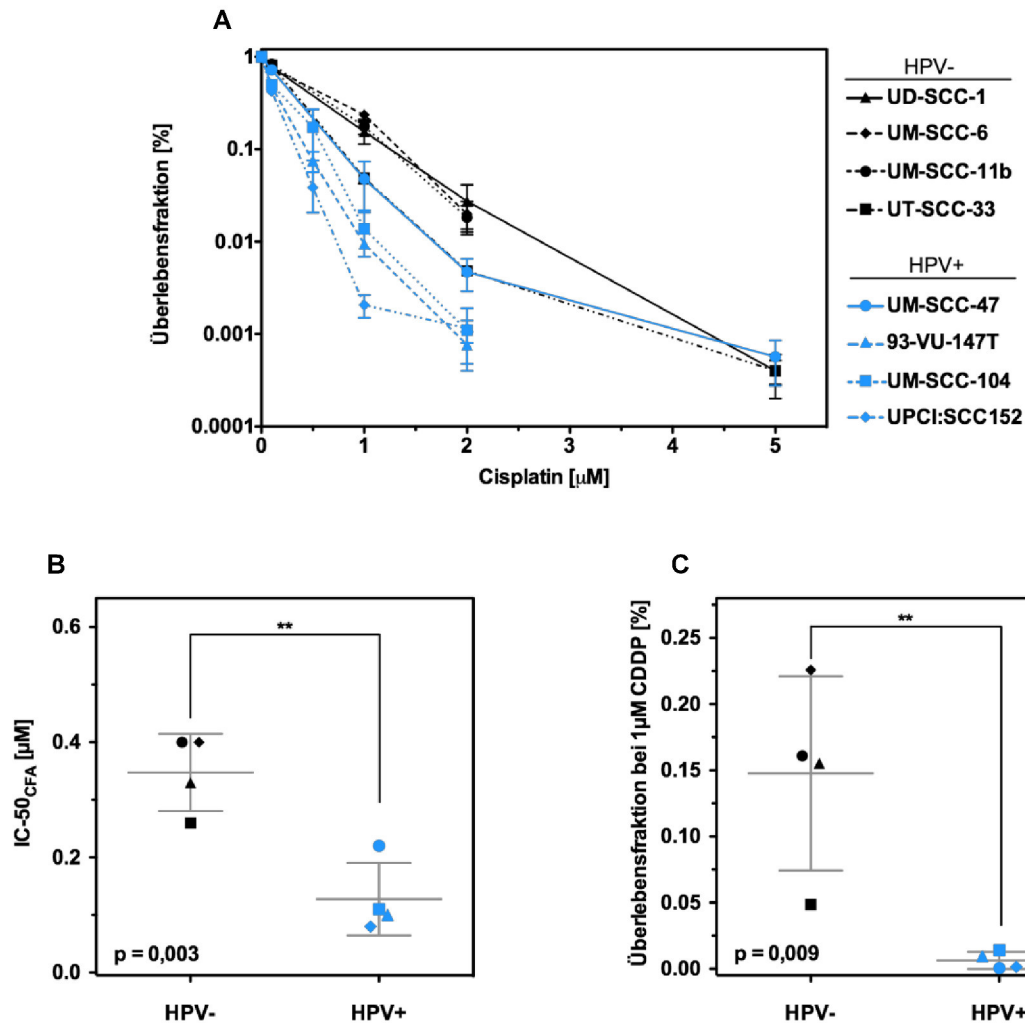 A
1
0.1
0.01
0.001
0.0001
Überlebensfraktion [%]
0
1
2
3
4
5
Cisplatin [µM]
HPV-
UD-SCC-1
UM-SCC-6
UM-SCC-11b
UT-SCC-33
HPV+
UM-SCC-47
93-VU-147T
UM-SCC-104
UPCI:SCC152
B
0.6
0.4
0.2
0.0
IC-50CFA [µM]
**
p = 0,003
HPV-
HPV+
C
0.25
0.20
0.15
0.10
0.05
0.00
Überlebensfraktion bei 1µM CDDP [%]
**
p = 0,009
HPV-
HPV+